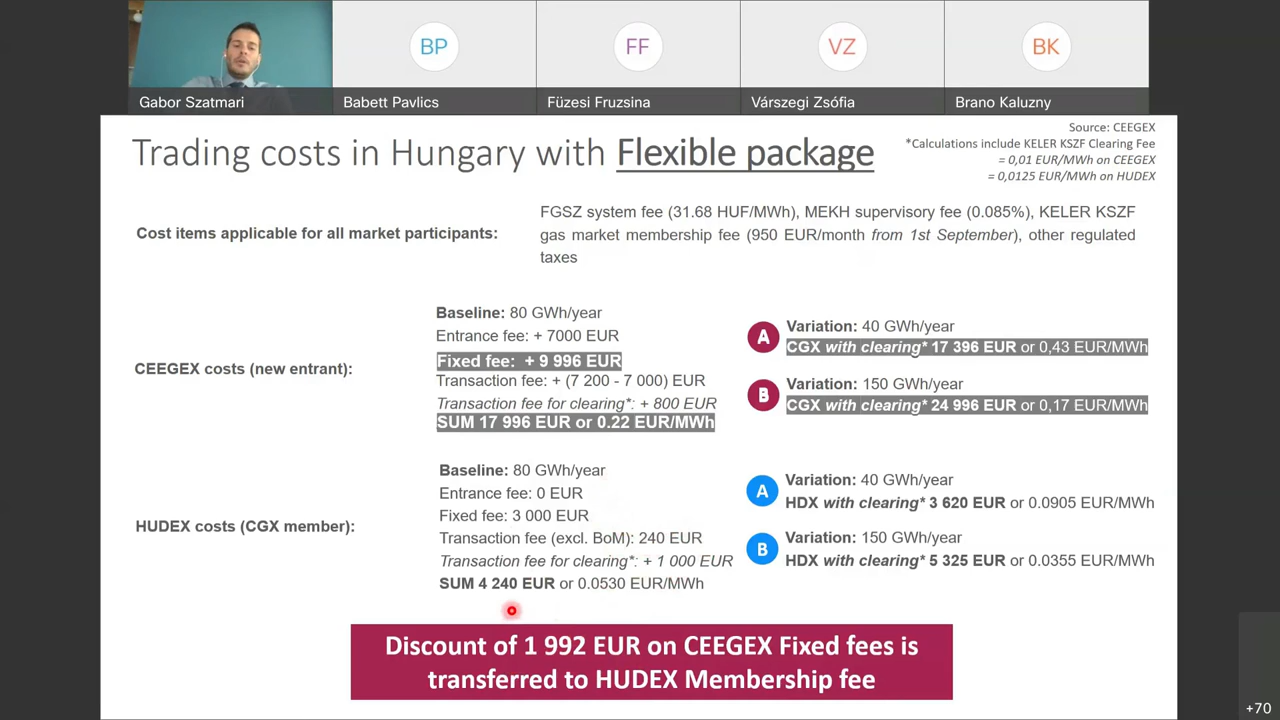 BP
FF
VZ
BK
Gabor Szatmari
Babett Pavlics
Füzesi Fruzsina
Várszegi Zsófia
Brano Kaluzny
Trading costs in Hungary with Flexible package
Source: CEEGEX
*Calculations include KELER KSZF Clearing Fee
= 0,01 EUR/MWh on CEEGEX
= 0,0125 EUR/MWh on HUDEX
Cost items applicable for all market participants:
FGSZ system fee (31.68 HUF/MWh), MEKH supervisory fee (0.085%), KELER KSZF
gas market membership fee (950 EUR/month from 1st September), other regulated
taxes
CEEGEX costs (new entrant):
Baseline: 80 GWh/year
Entrance fee: + 7000 EUR
Fixed fee: + 9 996 EUR
Transaction fee: + (7 200 - 7 000) EUR
Transaction fee for clearing*: + 800 EUR
SUM 17 996 EUR or 0.22 EUR/MWh
A
Variation: 40 GWh/year
CGX with clearing* 17 396 EUR or 0,43 EUR/MWh
B
Variation: 150 GWh/year
CGX with clearing* 24 996 EUR or 0,17 EUR/MWh
HUDEX costs (CGX member):
Baseline: 80 GWh/year
Entrance fee: 0 EUR
Fixed fee: 3 000 EUR
Transaction fee (excl. BoM): 240 EUR
Transaction fee for clearing*: + 1 000 EUR
SUM 4 240 EUR or 0.0530 EUR/MWh
A
Variation: 40 GWh/year
HDX with clearing* 3 620 EUR or 0.0905 EUR/MWh
B
Variation: 150 GWh/year
HDX with clearing* 5 325 EUR or 0.0355 EUR/MWh
Discount of 1 992 EUR on CEEGEX Fixed fees is
transferred to HUDEX Membership fee
+70